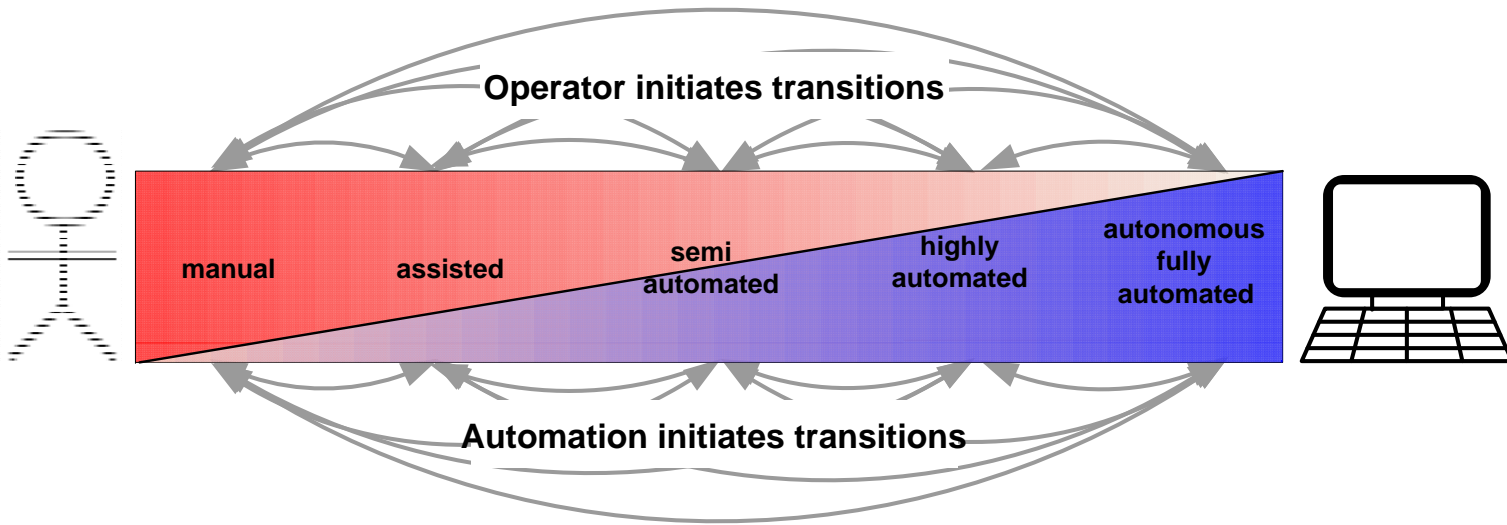 Operator initiates transitions
manual
assisted
semi
automated
highly
automated
autonomous
fully
automated
Automation initiates transitions